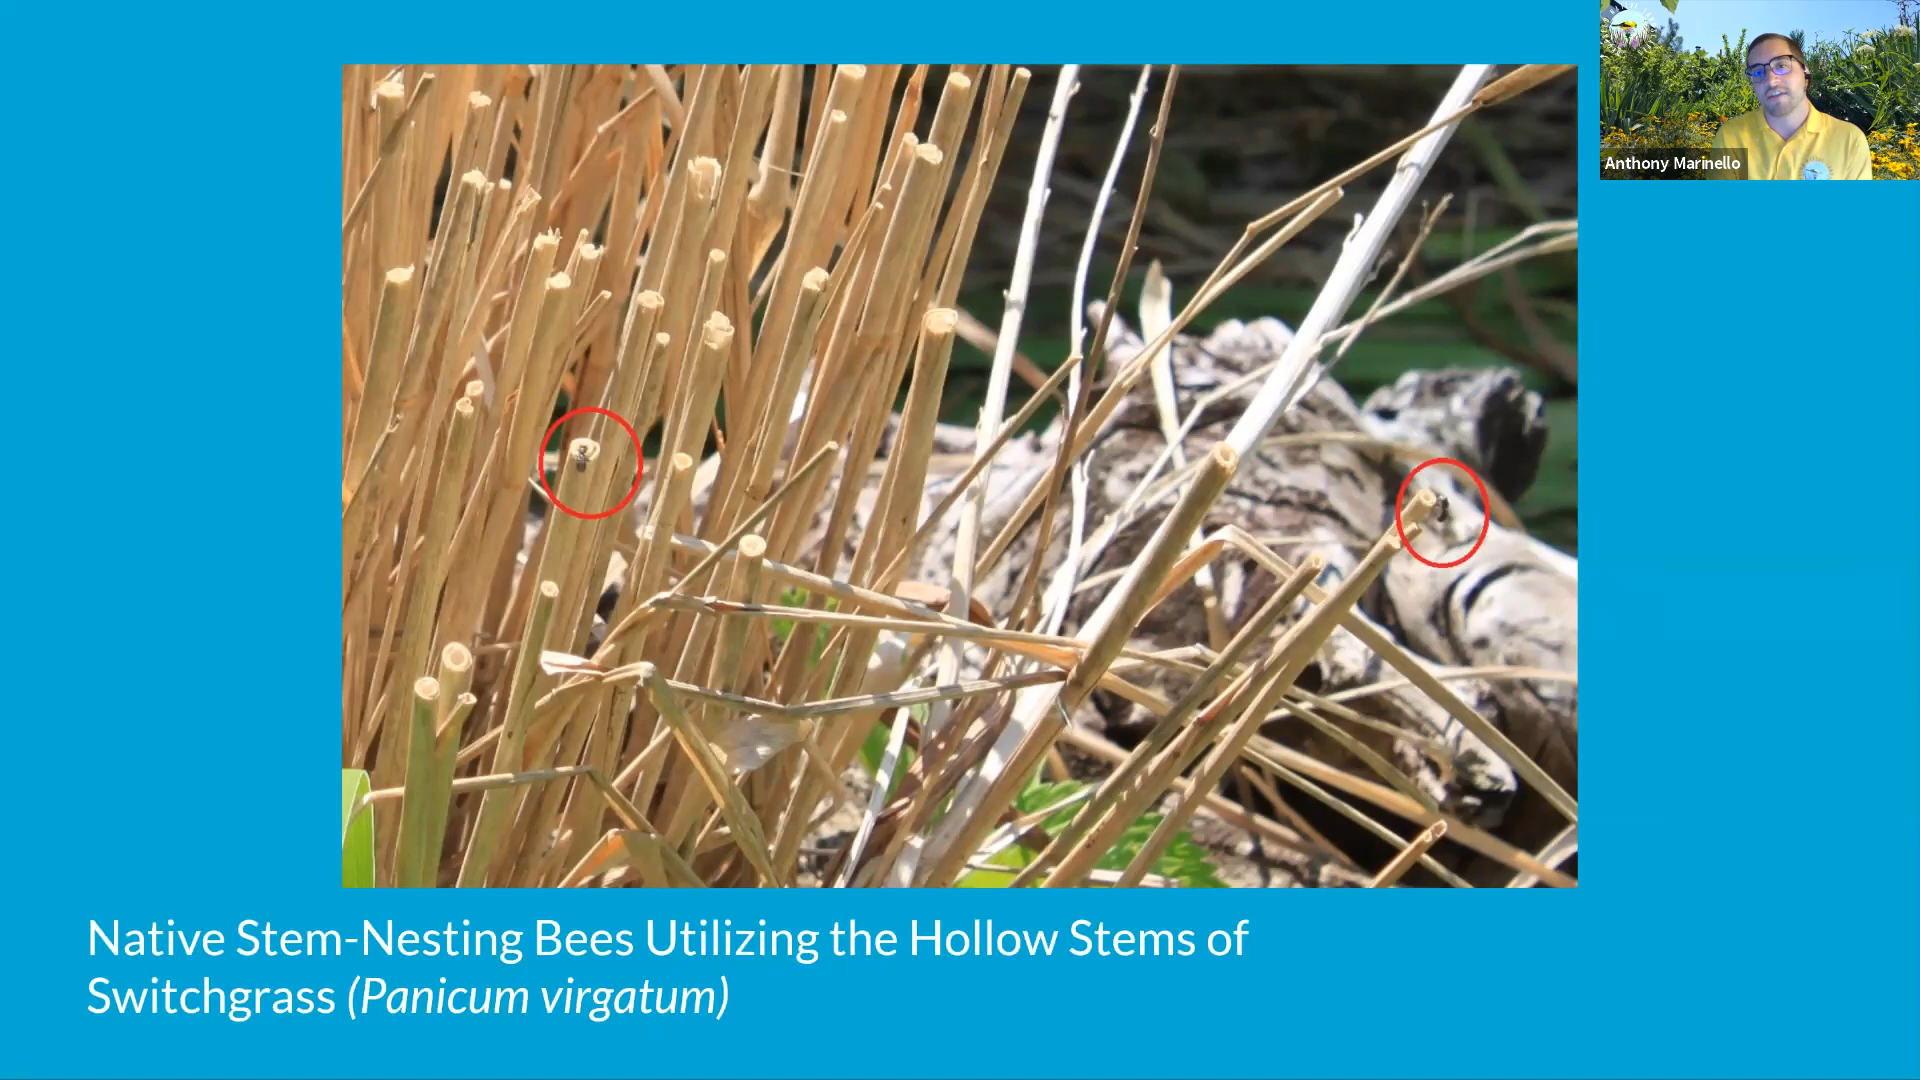 Anthony Marinello
Native Stem-Nesting Bees Utilizing the Hollow Stems of
Switchgrass (Panicum virgatum)